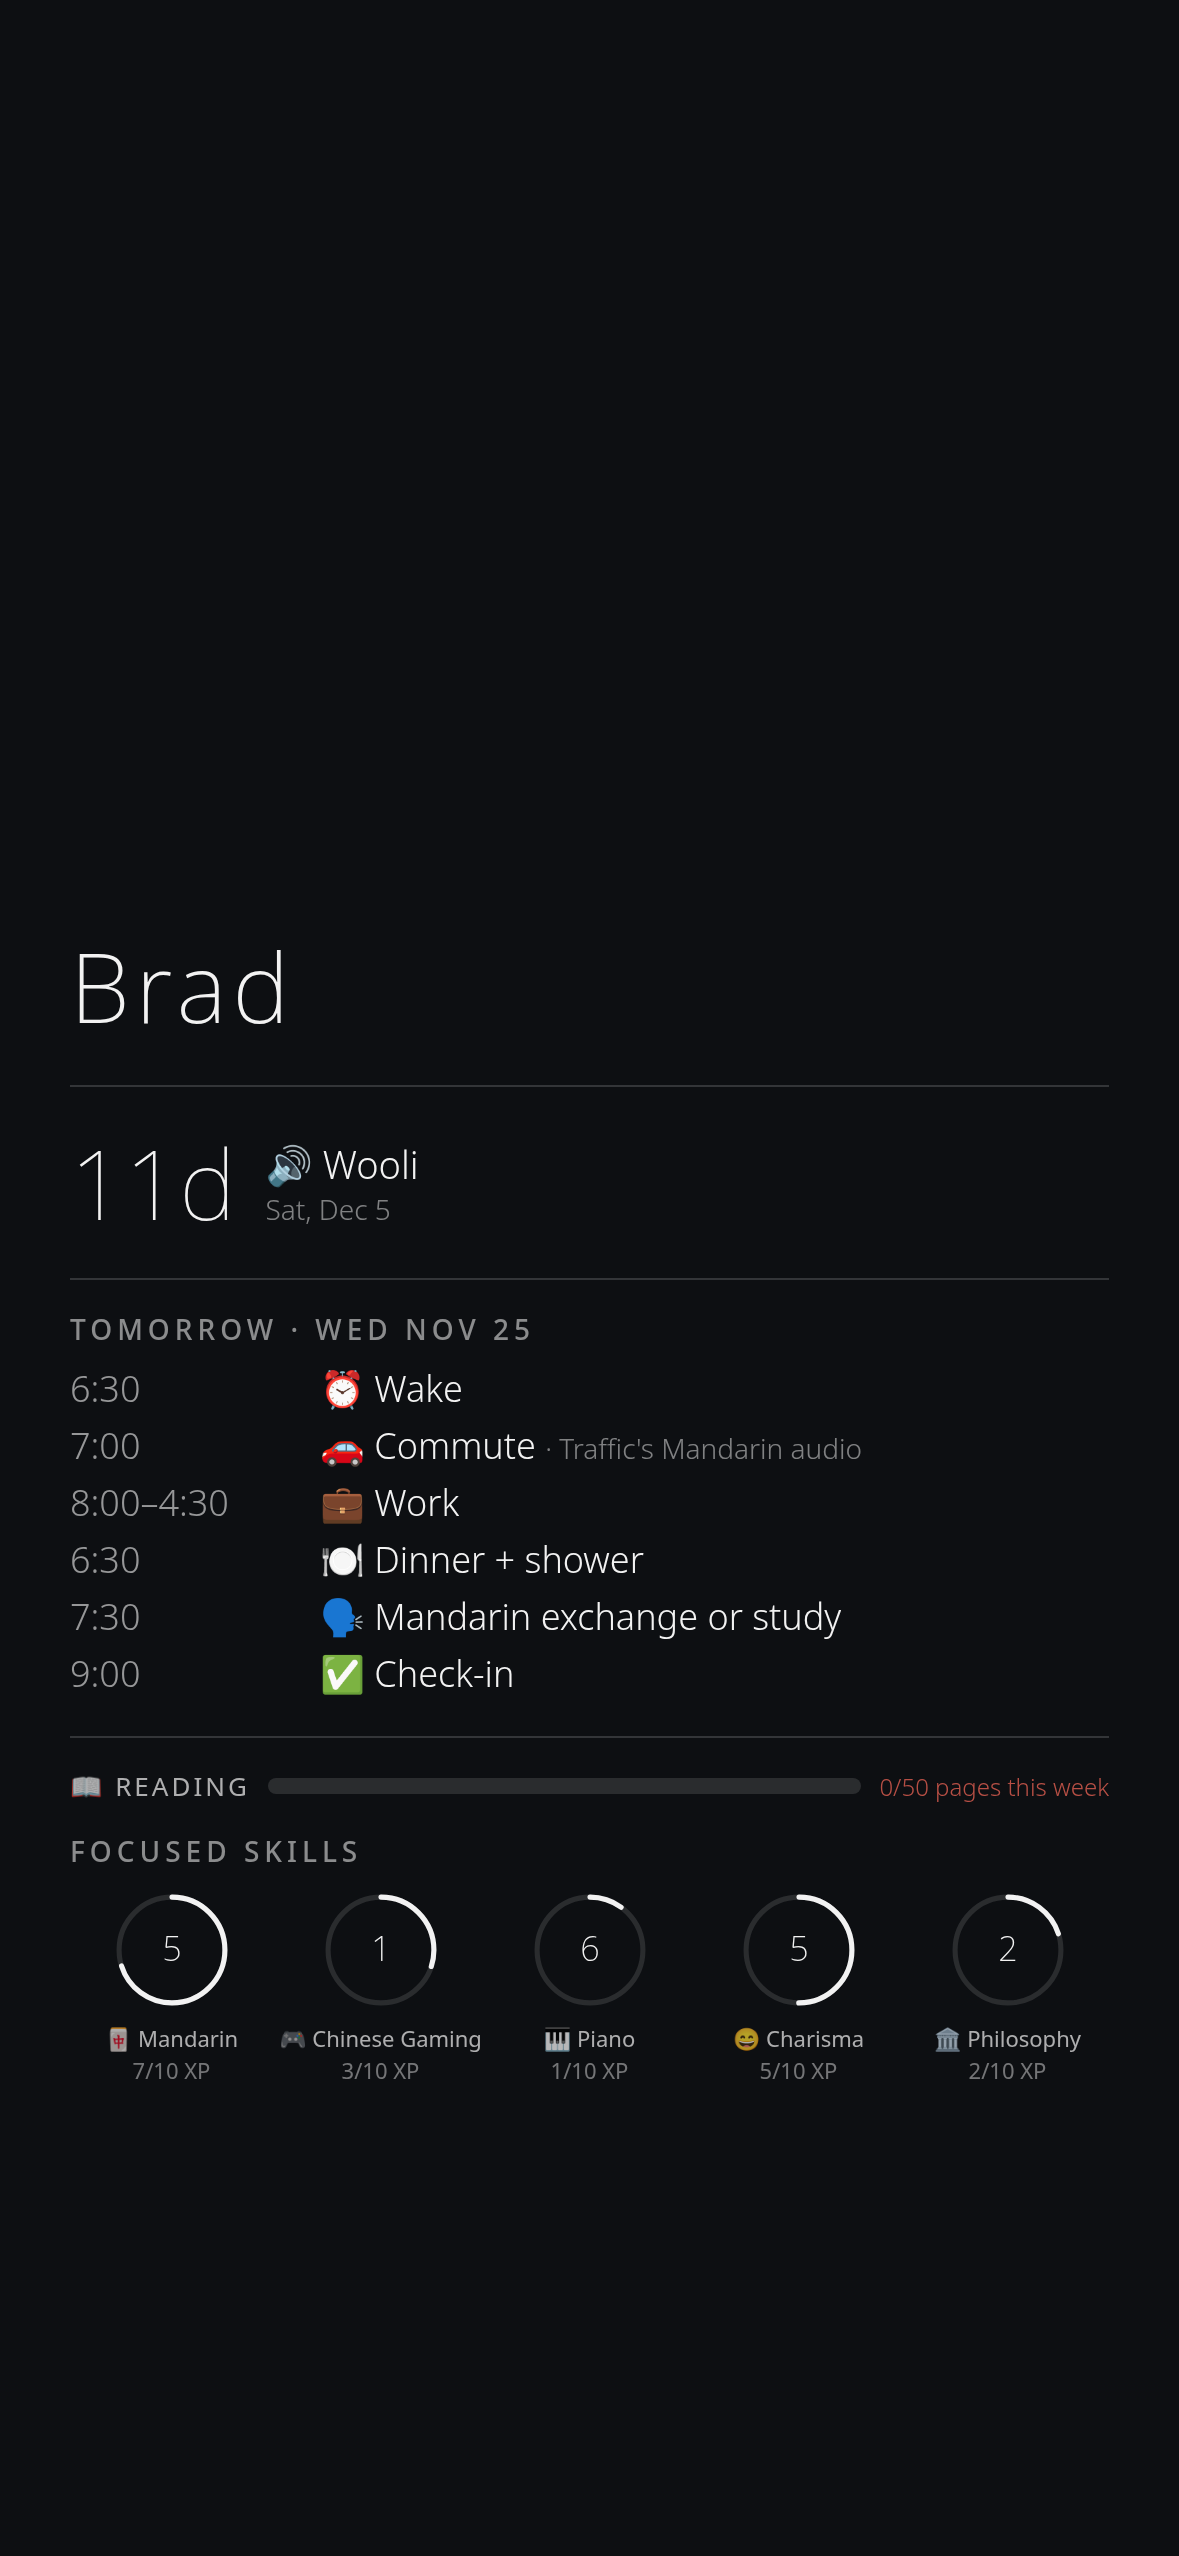 Brad
11d
🔊 Wooli
Sat, Dec 5
TOMORROW · WED NOV 25
6:30 ⏰ Wake
7:00 🚗 Commute · Traffic's Mandarin audio
8:00–4:30 💼 Work
6:30 🍽️ Dinner + shower
7:30 🗣️ Mandarin exchange or study
9:00 ✅ Check-in
📖 READING 0/50 pages this week
FOCUSED SKILLS
5 1 6 5 2
🀄 Mandarin 🎮 Chinese Gaming 🎹 Piano 😄 Charisma 🏛️ Philosophy
7/10 XP 3/10 XP 1/10 XP 5/10 XP 2/10 XP